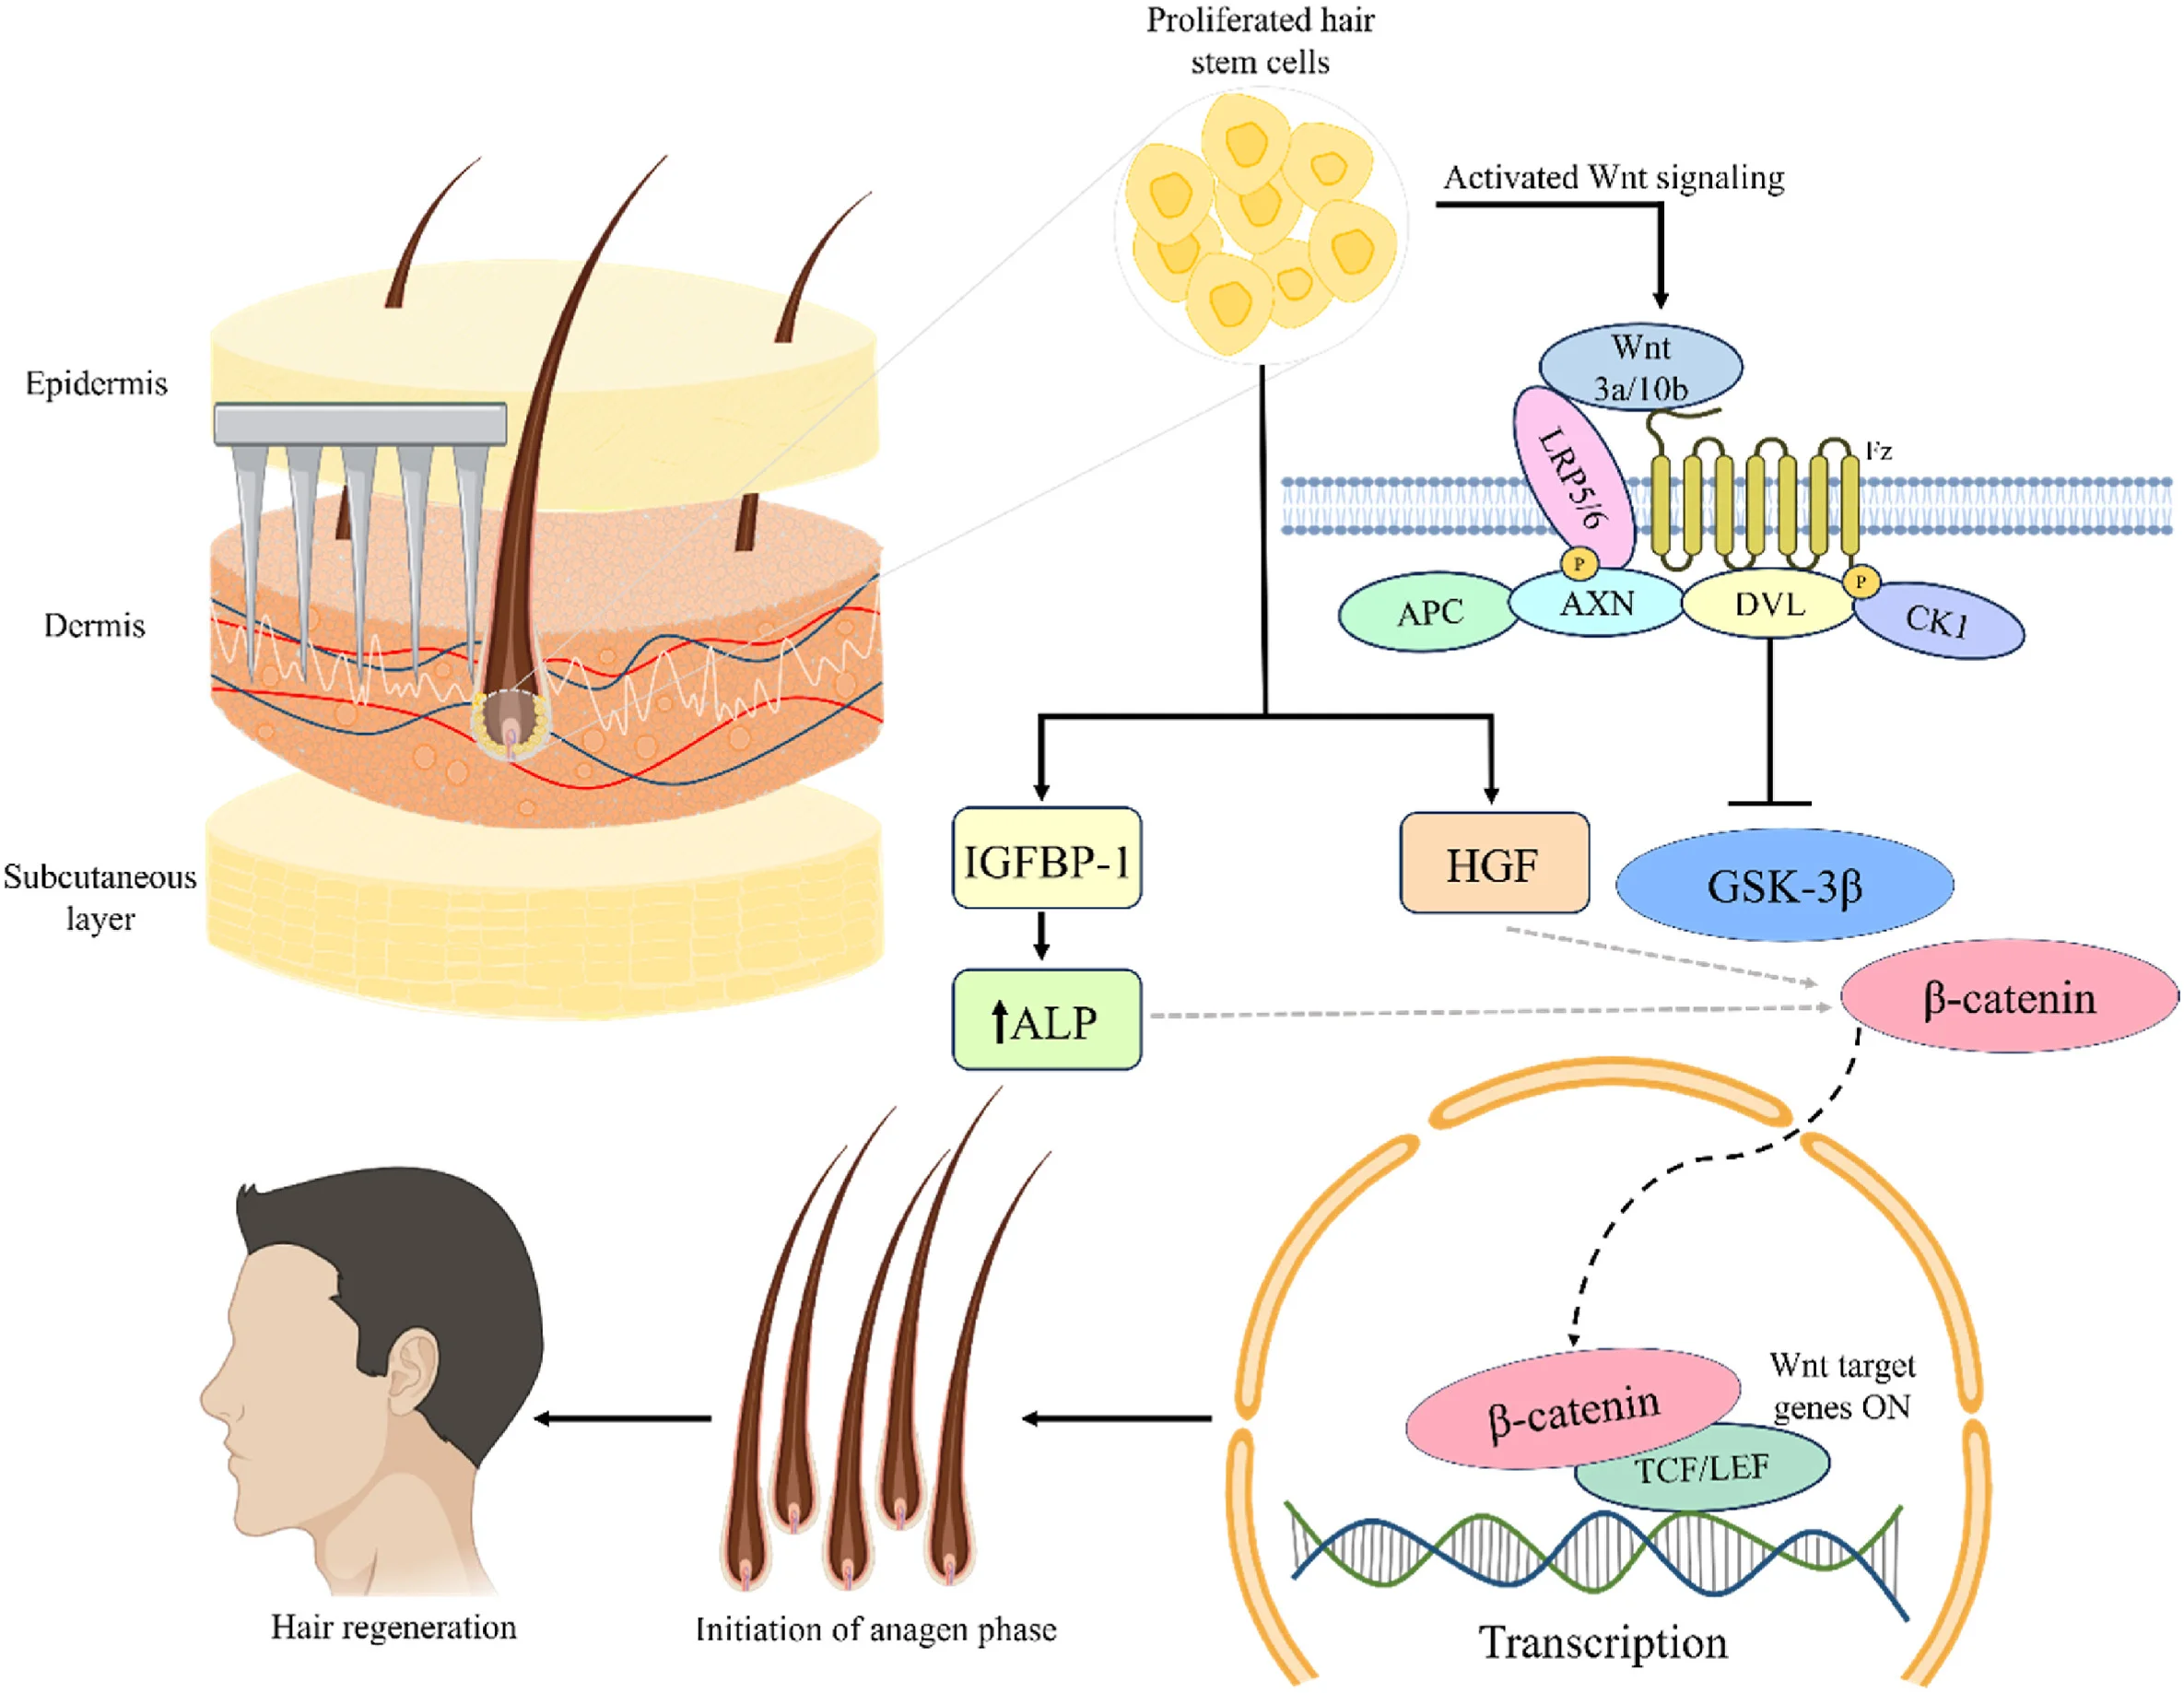 Proliferated hair
stem cells
Activated Wnt signaling
Wnt
3a/10b
Epidermis
LRP5/6
Fz
P
P
APC
AXN
DVL
CK1
Dermis
IGFBP-1
HGF
GSK-3β
Subcutaneous
layer
β-catenin
↑ALP
Wnt target
genes ON
β-catenin
TCF/LEF
Hair regeneration
Initiation of anagen phase
Transcription